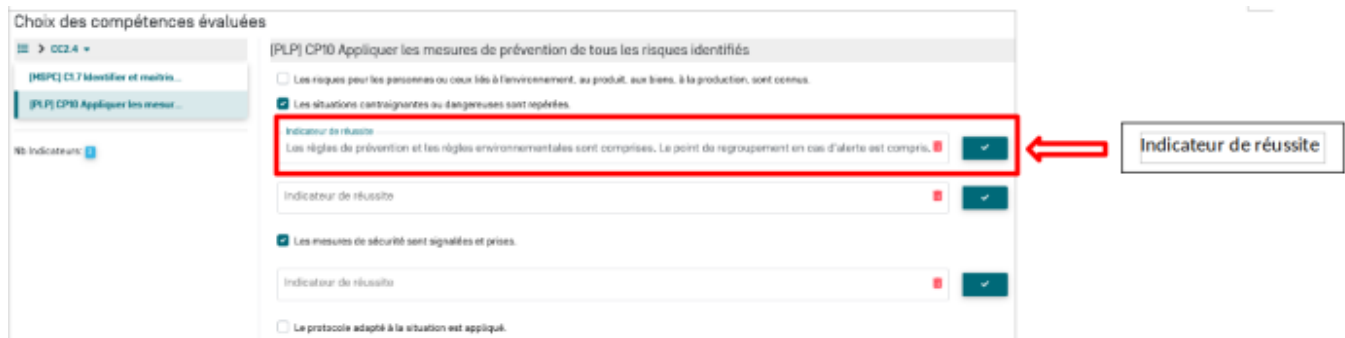 Choix des compétences évaluées
CC2.4
[PLP] CP10 Appliquer les mesures de prévention de tous les risques identifiés
[MSPC] C1.7 Identifier et maitris...
[PLP] CP10 Appliquer les mesur...
Nb Indicateurs:
Les risques pour les personnes ou ceux liés à l'environnement, au produit, aux biens, à la production, sont connus.
Les situations contraignantes ou dangereuses sont repérées.
Indicateur de réussite
Les règles de prévention et les règles environnementales sont comprises. Le point de regroupement en cas d'alerte est compris.
Indicateur de réussite
Indicateur de réussite
Les mesures de sécurité sont signalées et prises.
Indicateur de réussite
Le protocole adapté à la situation est appliqué.